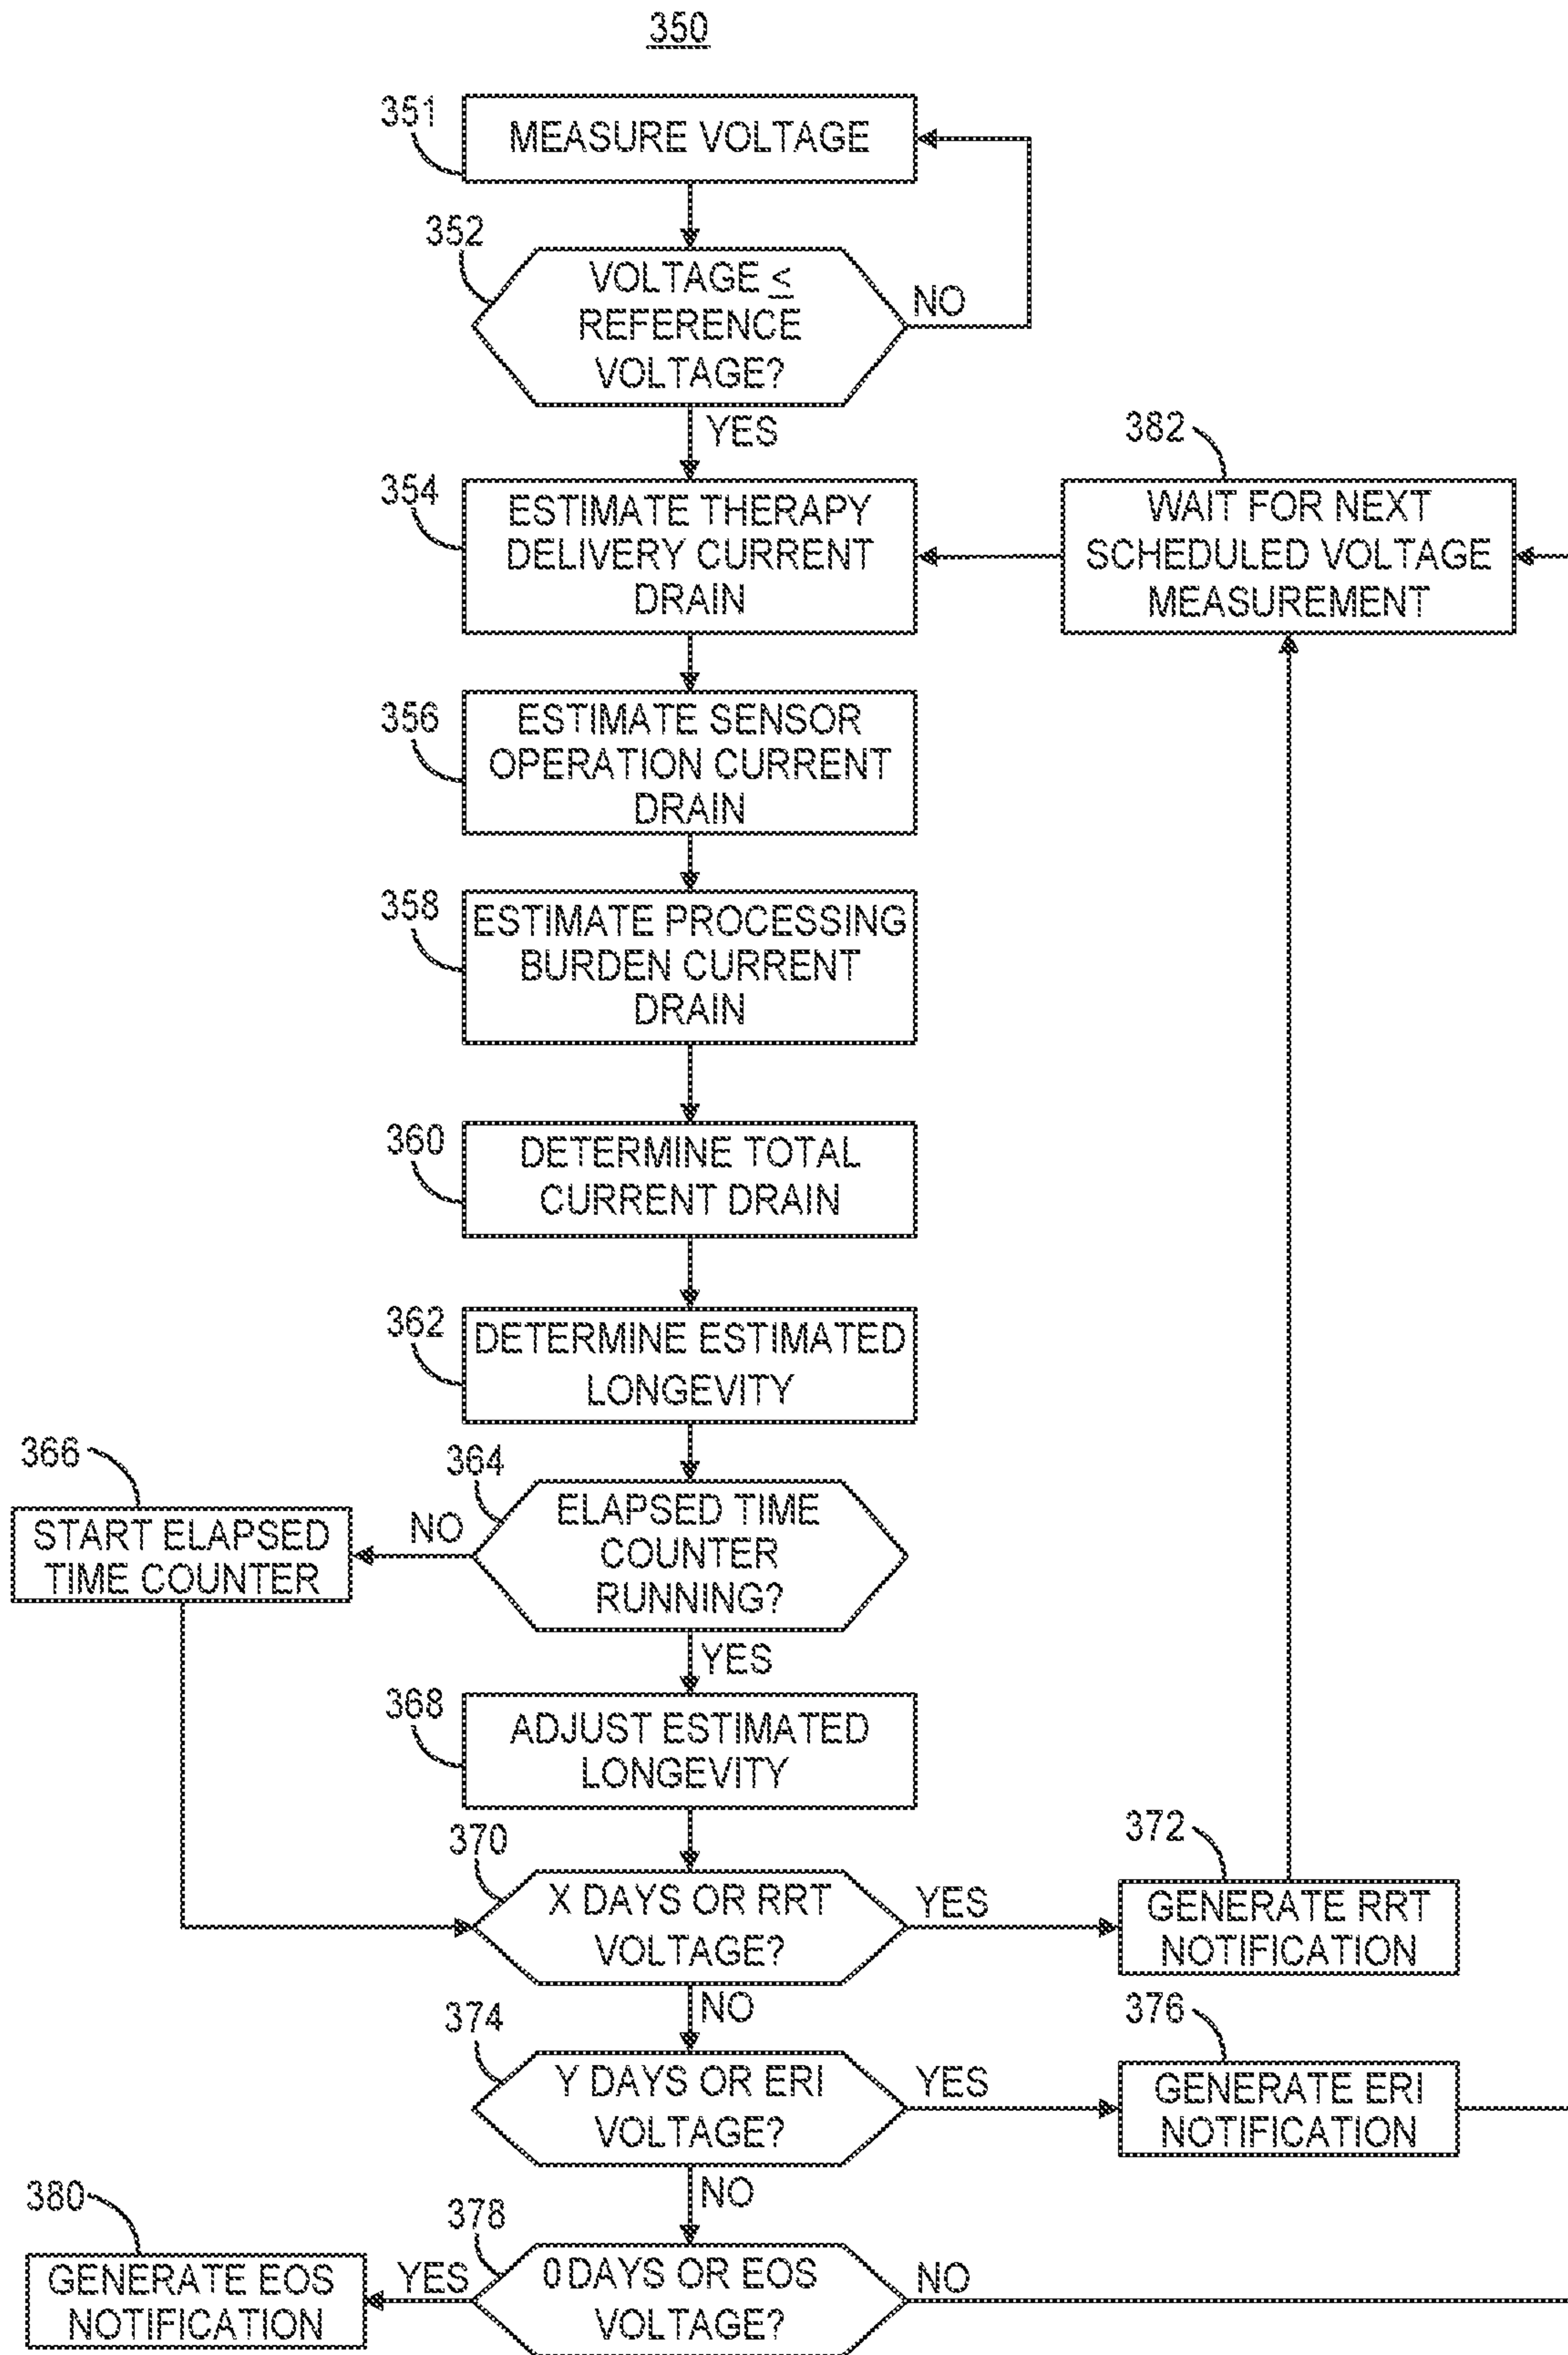 350
351
MEASURE VOLTAGE
352
VOLTAGE ≤
REFERENCE
VOLTAGE?
NO
YES
382
354
ESTIMATE THERAPY
DELIVERY CURRENT
DRAIN
WAIT FOR NEXT
SCHEDULED VOLTAGE
MEASUREMENT
356
ESTIMATE SENSOR
OPERATION CURRENT
DRAIN
358
ESTIMATE PROCESSING
BURDEN CURRENT
DRAIN
360
DETERMINE TOTAL
CURRENT DRAIN
362
DETERMINE ESTIMATED
LONGEVITY
366
364
START ELAPSED
TIME COUNTER
NO
ELAPSED TIME
COUNTER
RUNNING?
YES
368
ADJUST ESTIMATED
LONGEVITY
370
X DAYS OR RRT
VOLTAGE?
YES
372
GENERATE RRT
NOTIFICATION
NO
374
Y DAYS OR ERI
VOLTAGE?
YES
376
GENERATE ERI
NOTIFICATION
NO
380
378
GENERATE EOS
NOTIFICATION
YES
0 DAYS OR EOS
VOLTAGE?
NO